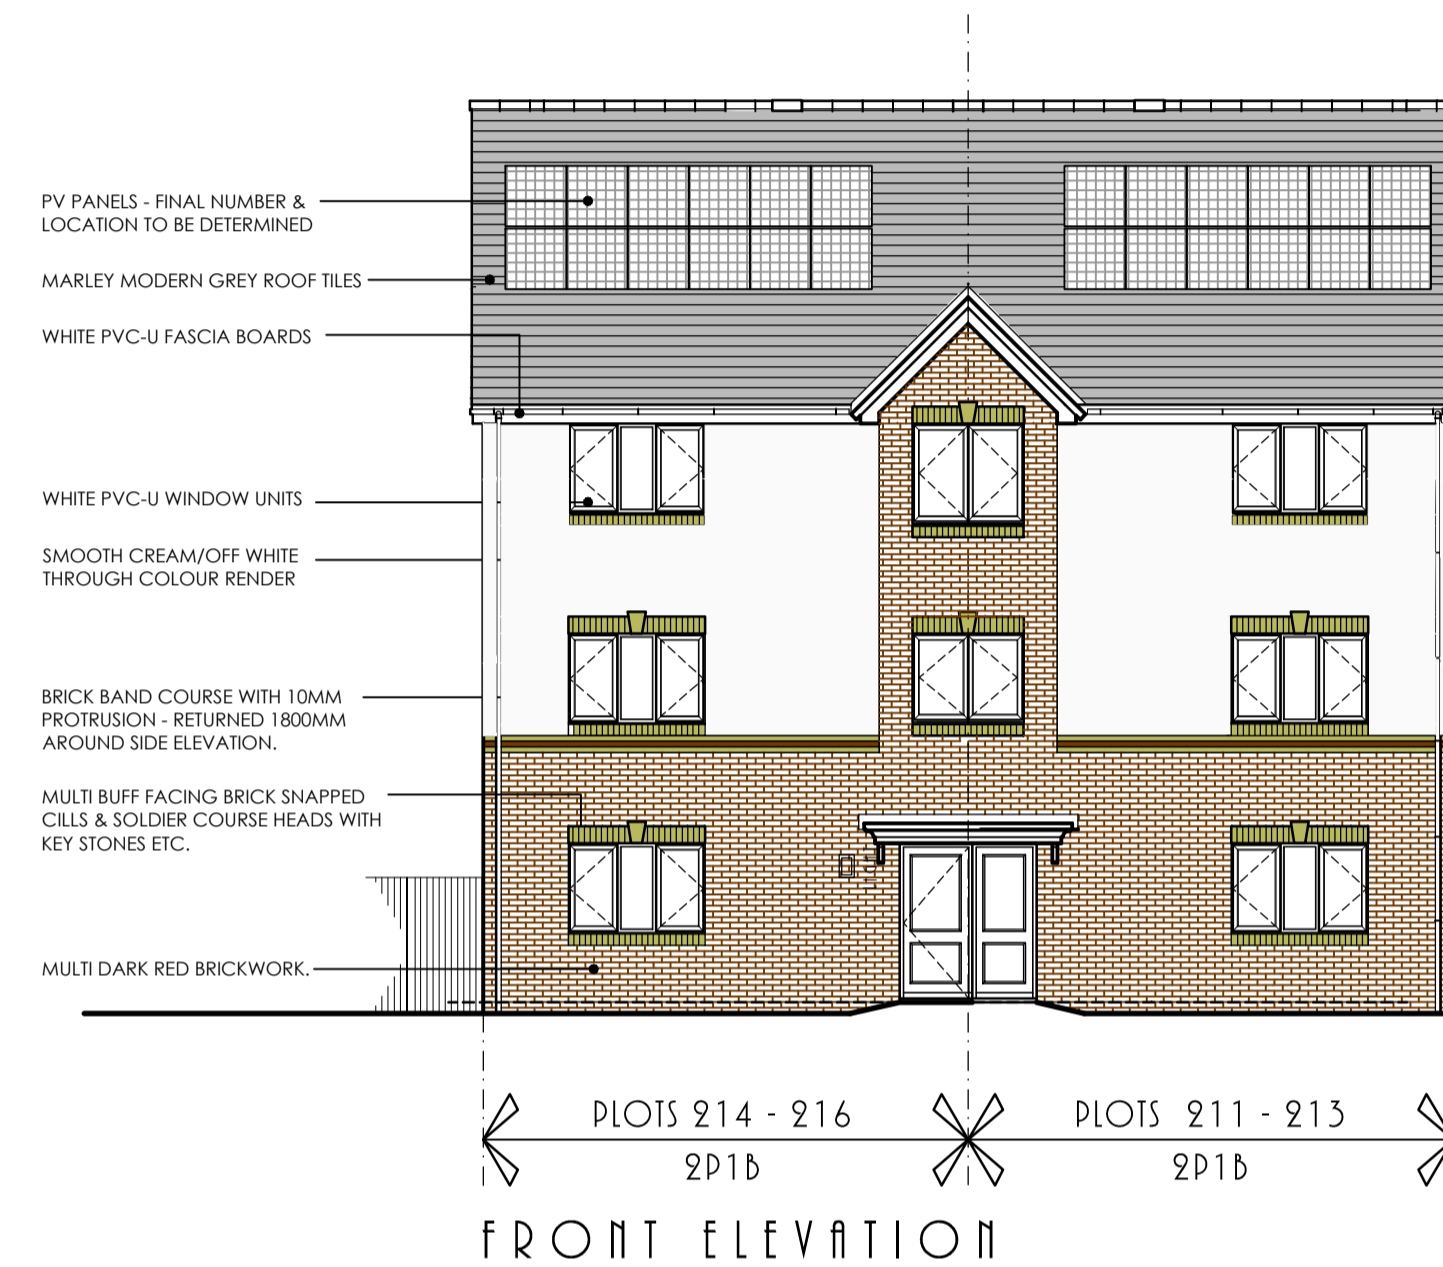 PV PANELS - FINAL NUMBER &
LOCATION TO BE DETERMINED
MARLEY MODERN GREY ROOF TILES
WHITE PVC-U FASCIA BOARDS
WHITE PVC-U WINDOW UNITS
SMOOTH CREAM/OFF WHITE
THROUGH COLOUR RENDER
BRICK BAND COURSE WITH 10MM
PROTRUSION - RETURNED 1800MM
AROUND SIDE ELEVATION.
MULTI BUFF FACING BRICK SNAPPED
CILLS & SOLDIER COURSE HEADS WITH
KEY STONES ETC.
MULTI DARK RED BRICKWORK.
PLOTS 214 - 216
PLOTS 211 - 213
2P1B
2P1B
FRONT ELEVATION